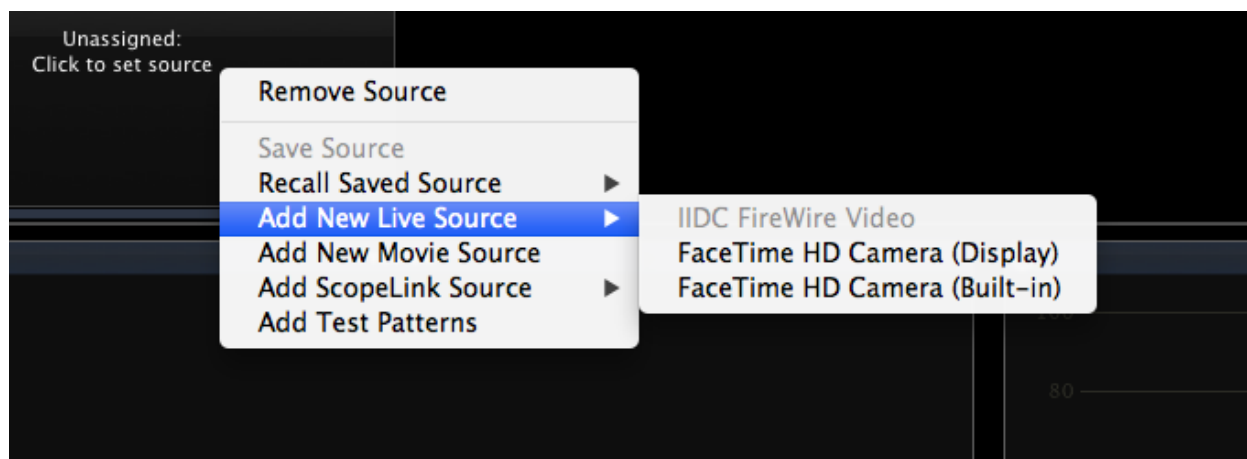 Unassigned:
Click to set source
Remove Source
Save Source
Recall Saved Source
Add New Live Source
Add New Movie Source
Add ScopeLink Source
Add Test Patterns
IIDC FireWire Video
FaceTime HD Camera (Display)
FaceTime HD Camera (Built-in)
100
80